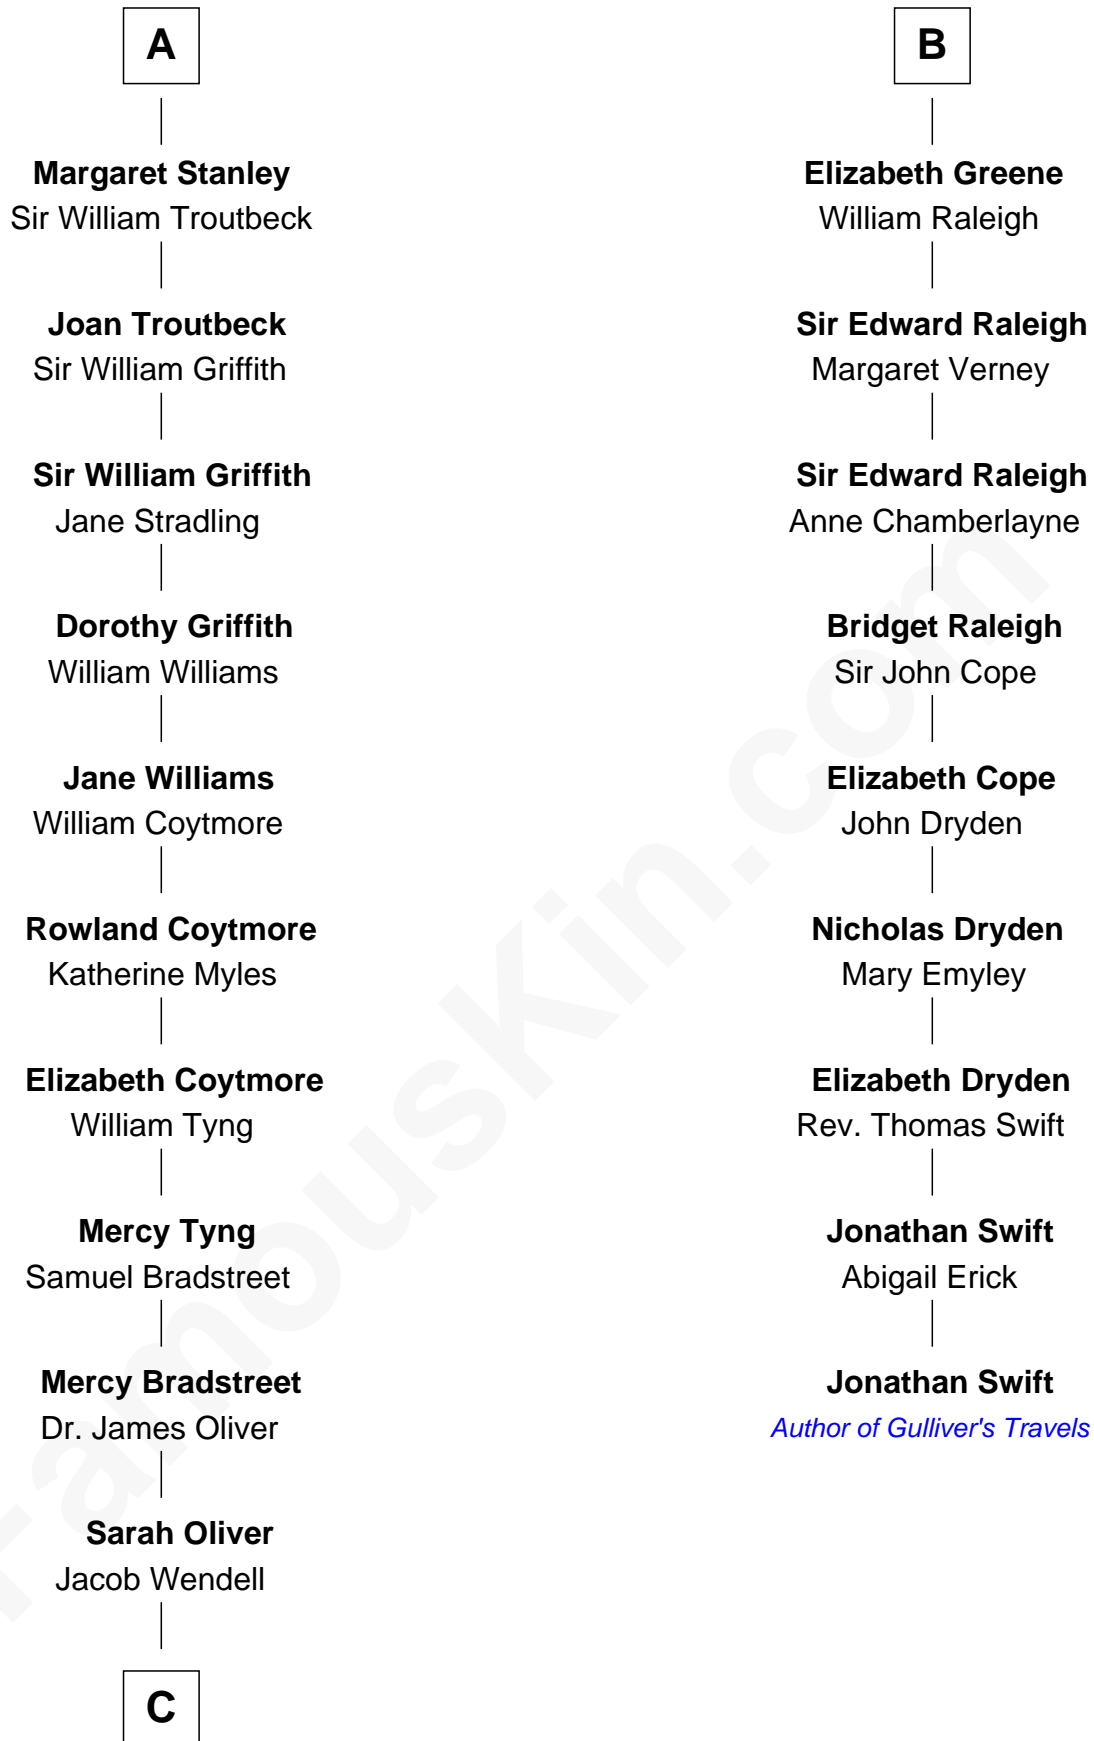 A
Margaret Stanley
Sir William Troutbeck
Joan Troutbeck
Sir William Griffith
Sir William Griffith
Jane Stradling
Dorothy Griffith
William Williams
Jane Williams
William Coytmore
Rowland Coytmore
Katherine Myles
Elizabeth Coytmore
William Tyng
Mercy Tyng
Samuel Bradstreet
Mercy Bradstreet
Dr. James Oliver
Sarah Oliver
Jacob Wendell
C
B
Elizabeth Greene
William Raleigh
Sir Edward Raleigh
Margaret Verney
Sir Edward Raleigh
Anne Chamberlayne
Bridget Raleigh
Sir John Cope
Elizabeth Cope
John Dryden
Nicholas Dryden
Mary Emyley
Elizabeth Dryden
Rev. Thomas Swift
Jonathan Swift
Abigail Erick
Jonathan Swift
Author of Gulliver's Travels
FamousKin.com